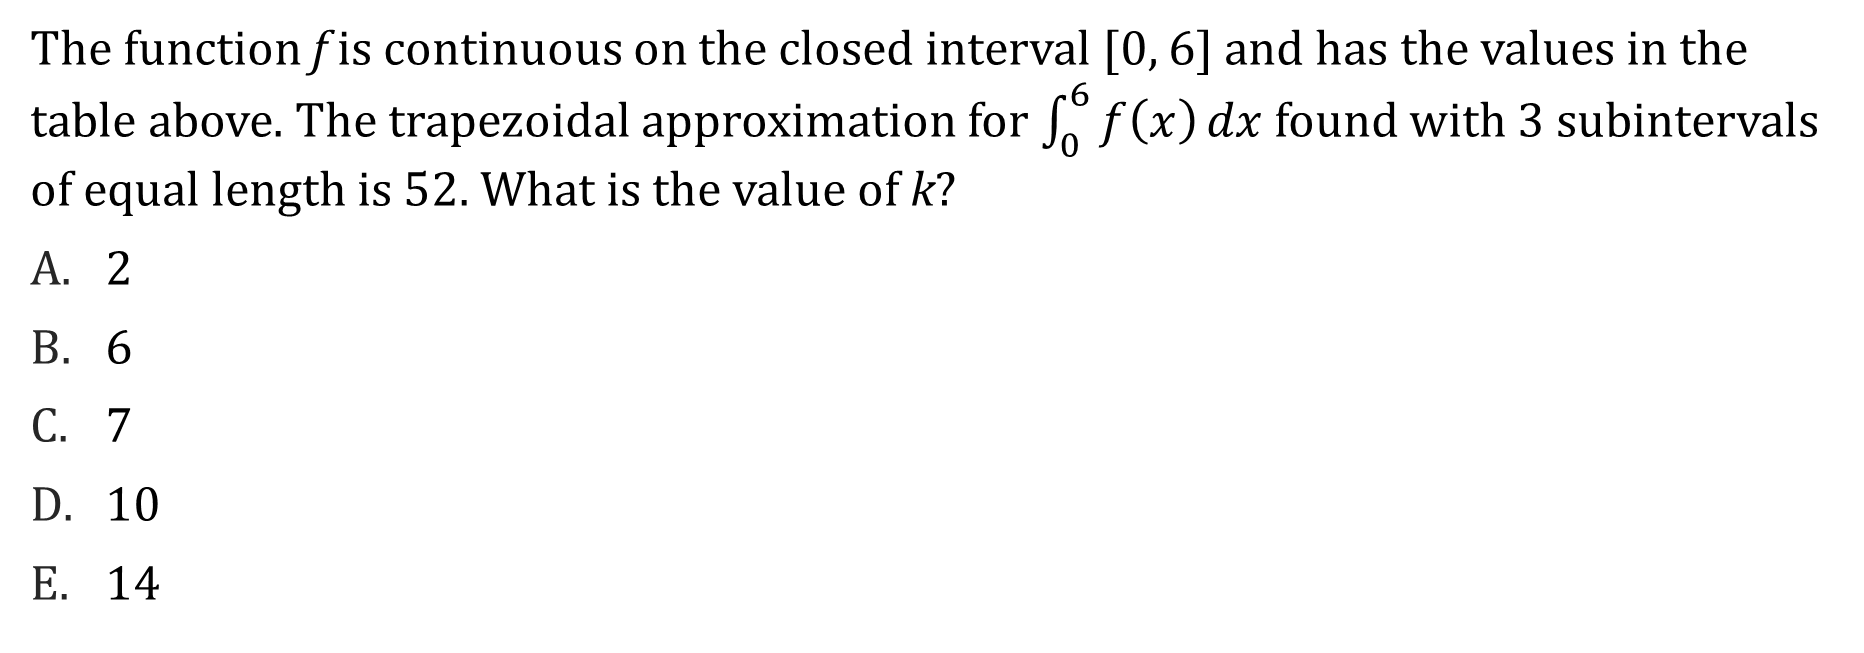 The function f is continuous on the closed interval [0, 6] and has the values in the
table above. The trapezoidal approximation for ∫₀⁶ f(x) dx found with 3 subintervals
of equal length is 52. What is the value of k?
A. 2
B. 6
C. 7
D. 10
E. 14